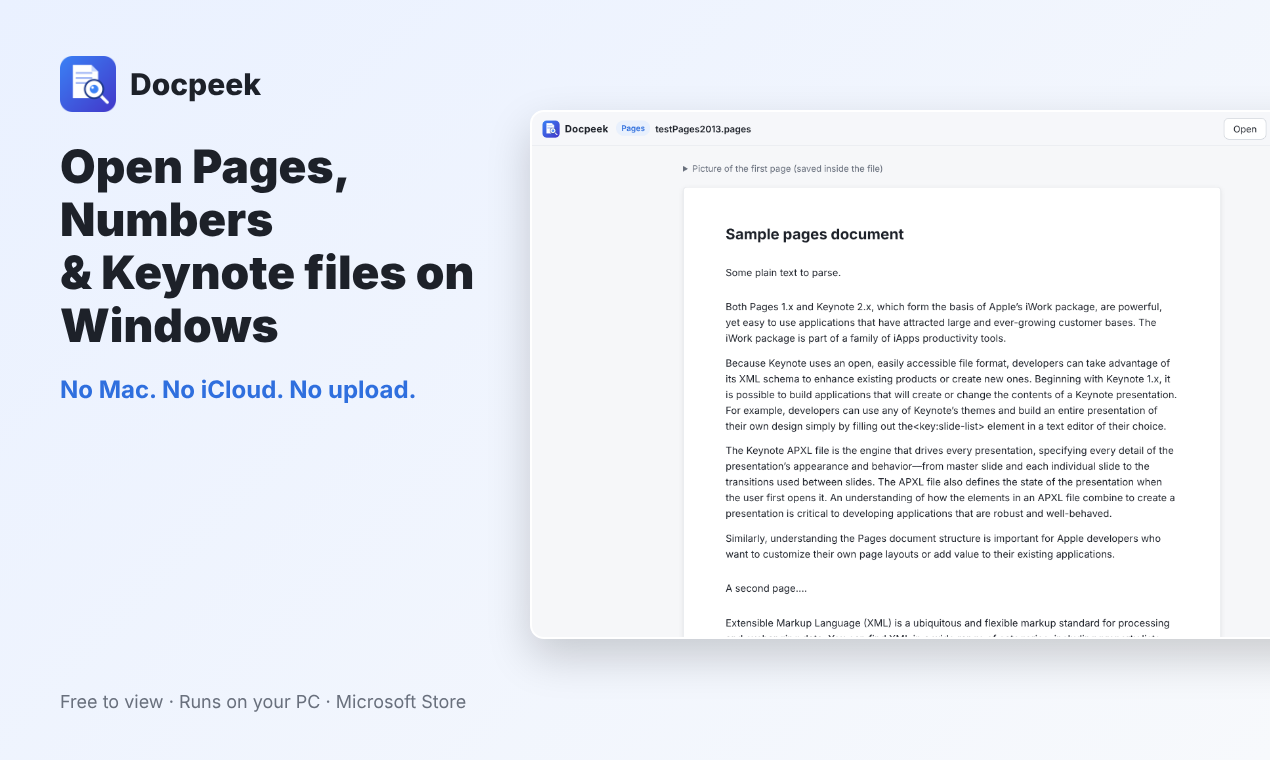 Docpeek
Open Pages,
Numbers
& Keynote files on
Windows
No Mac. No iCloud. No upload.
Free to view · Runs on your PC · Microsoft Store
Docpeek Pages testPages2013.pages Open
▶ Picture of the first page (saved inside the file)
Sample pages document
Some plain text to parse.
Both Pages 1.x and Keynote 2.x, which form the basis of Apple’s iWork package, are powerful,
yet easy to use applications that have attracted large and ever-growing customer bases. The
iWork package is part of a family of iApps productivity tools.
Because Keynote uses an open, easily accessible file format, developers can take advantage of
its XML schema to enhance existing products or create new ones. Beginning with Keynote 1.x, it
is possible to build applications that will create or change the contents of a Keynote presentation.
For example, developers can use any of Keynote’s themes and build an entire presentation of
their own design simply by filling out the<key:slide-list> element in a text editor of their choice.
The Keynote APXL file is the engine that drives every presentation, specifying every detail of the
presentation’s appearance and behavior—from master slide and each individual slide to the
transitions used between slides. The APXL file also defines the state of the presentation when
the user first opens it. An understanding of how the elements in an APXL file combine to create a
presentation is critical to developing applications that are robust and well-behaved.
Similarly, understanding the Pages document structure is important for Apple developers who
want to customize their own page layouts or add value to their existing applications.
A second page....
Extensible Markup Language (XML) is a ubiquitous and flexible markup standard for processing